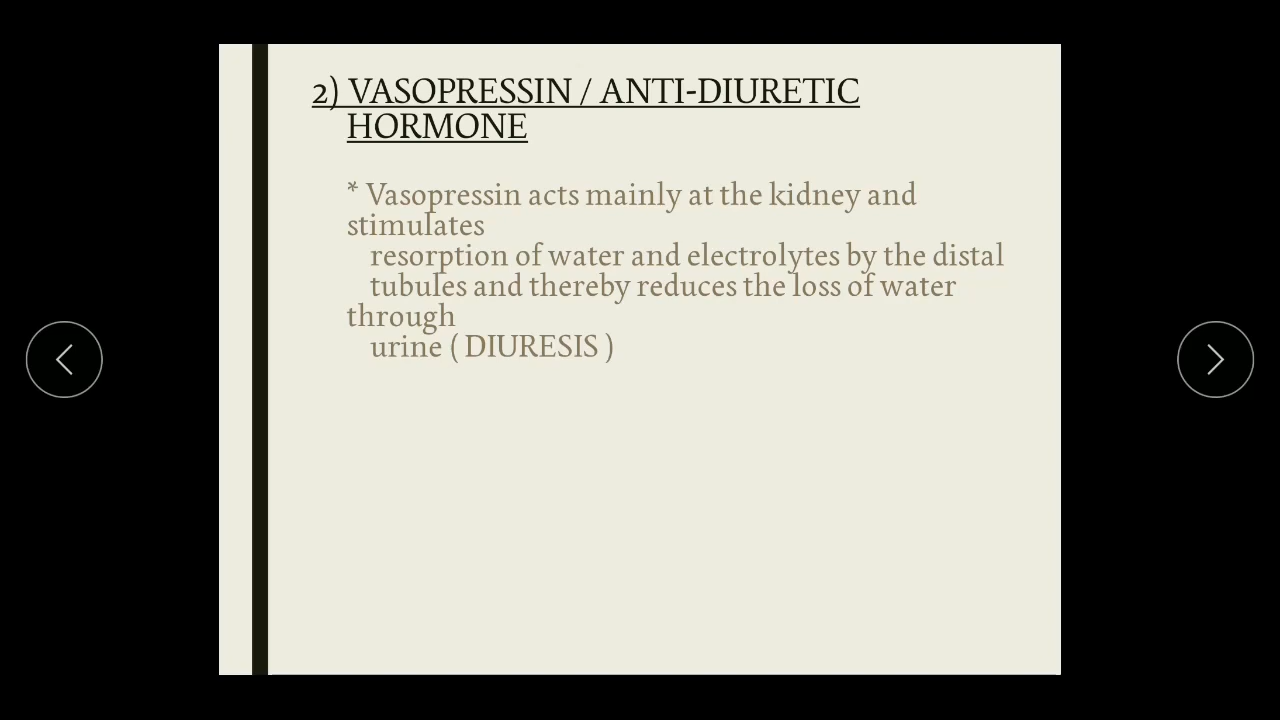 2) VASOPRESSIN / ANTI-DIURETIC
HORMONE
* Vasopressin acts mainly at the kidney and
stimulates
resorption of water and electrolytes by the distal
tubules and thereby reduces the loss of water
through
urine ( DIURESIS )